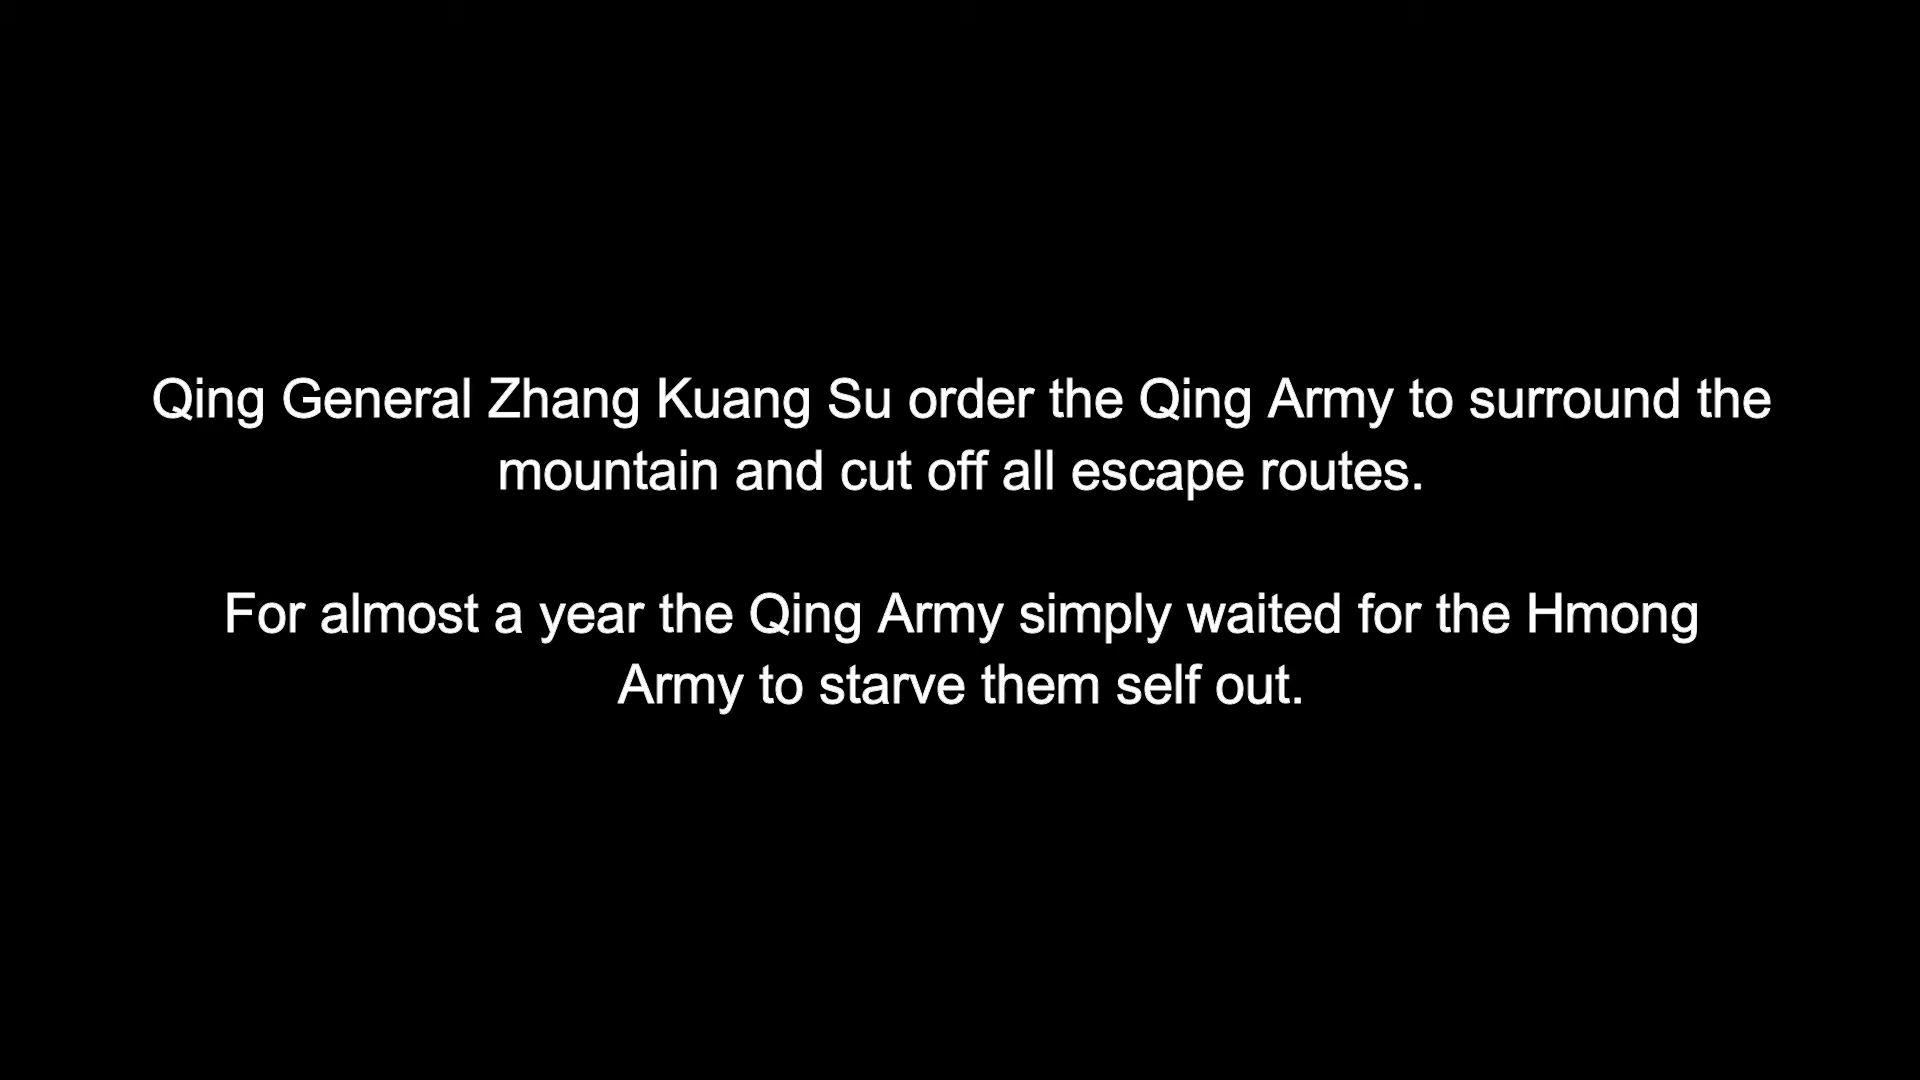 Qing General Zhang Kuang Su order the Qing Army to surround the
mountain and cut off all escape routes.
For almost a year the Qing Army simply waited for the Hmong
Army to starve them self out.